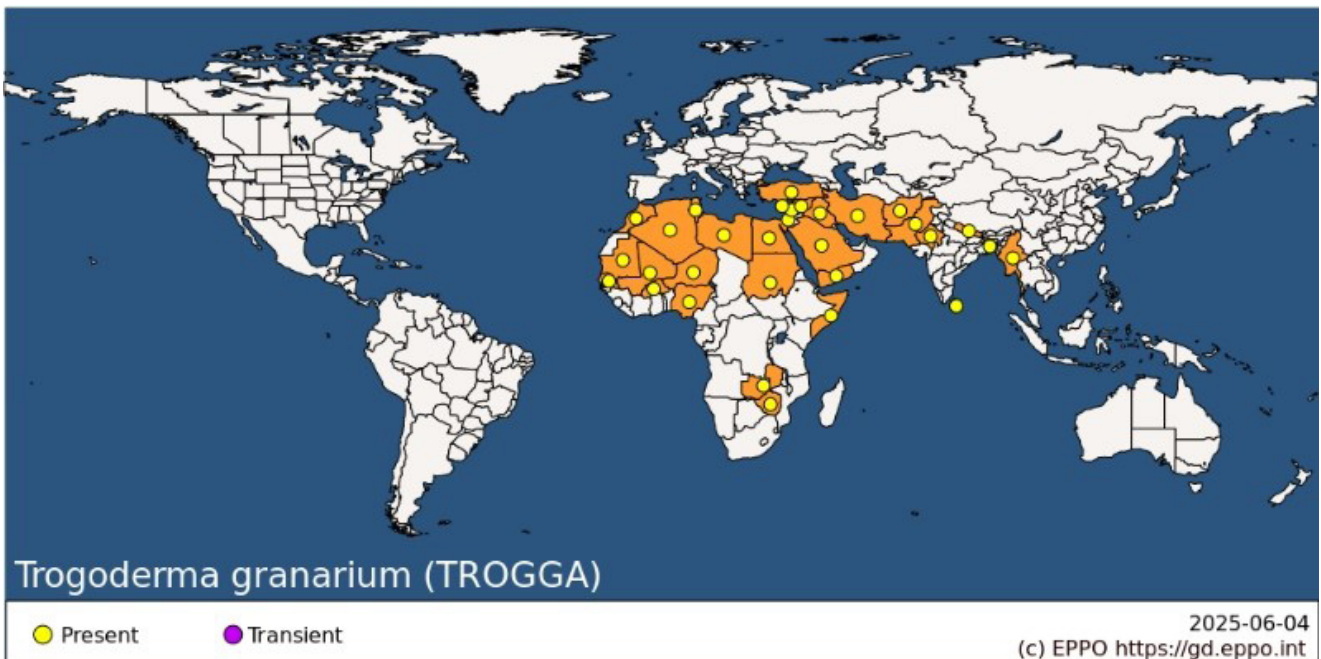 Trogoderma granarium (TROGGA)
Present
Transient
2025-06-04
(c) EPPO https://gd.eppo.int